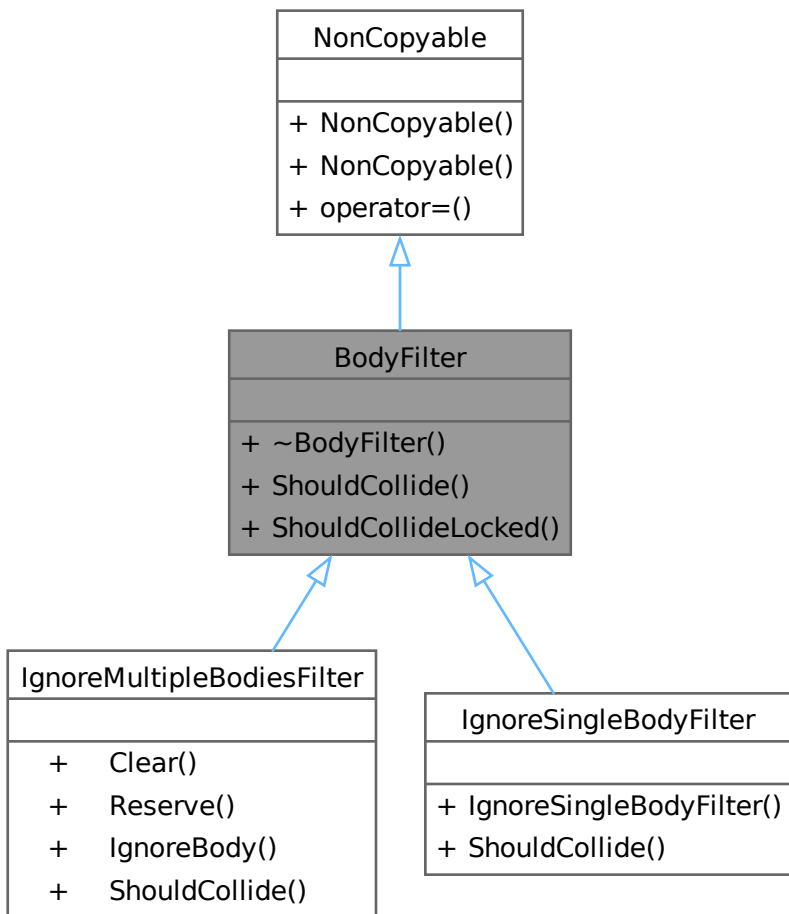 NonCopyable
+ NonCopyable()
+ NonCopyable()
+ operator=()
BodyFilter
+ ~BodyFilter()
+ ShouldCollide()
+ ShouldCollideLocked()
IgnoreMultipleBodiesFilter
+ Clear()
+ Reserve()
+ IgnoreBody()
+ ShouldCollide()
IgnoreSingleBodyFilter
+ IgnoreSingleBodyFilter()
+ ShouldCollide()